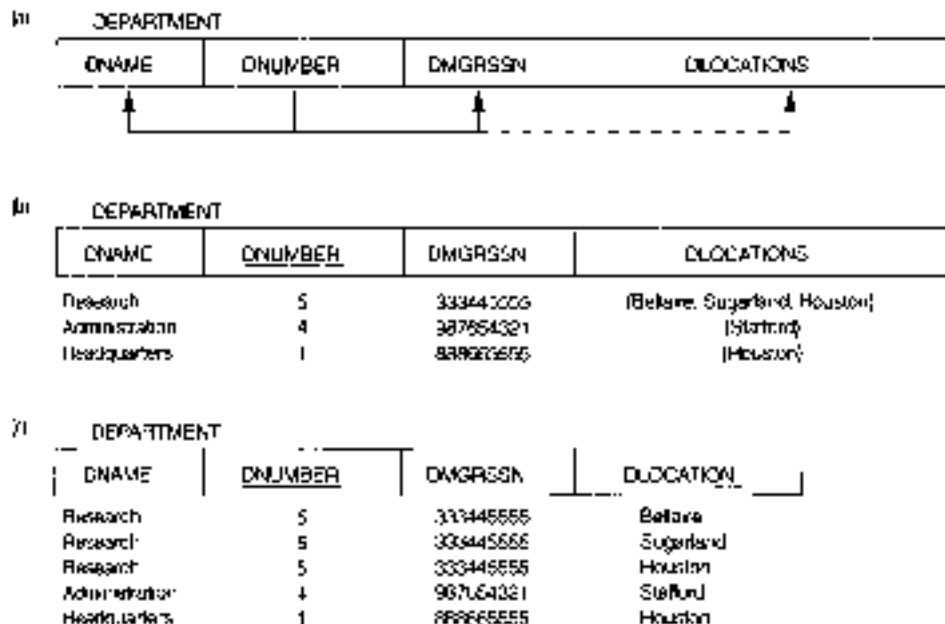 DEPARTMENT
DNAME DNUMBER DMGRSSN DLOCATIONS
DEPARTMENT
DNAME DNUMBER DMGRSSN DLOCATIONS
Research 5 333445555 {Bellaire, Sugarland, Houston}
Administration 4 987654321 {Stafford}
Headquarters 1 888665555 {Houston}
DEPARTMENT
DNAME DNUMBER DMGRSSN DLOCATION
Research 5 333445555 Bellaire
Research 5 333445555 Sugarland
Research 5 333445555 Houston
Administration 4 987654321 Stafford
Headquarters 1 888665555 Houston